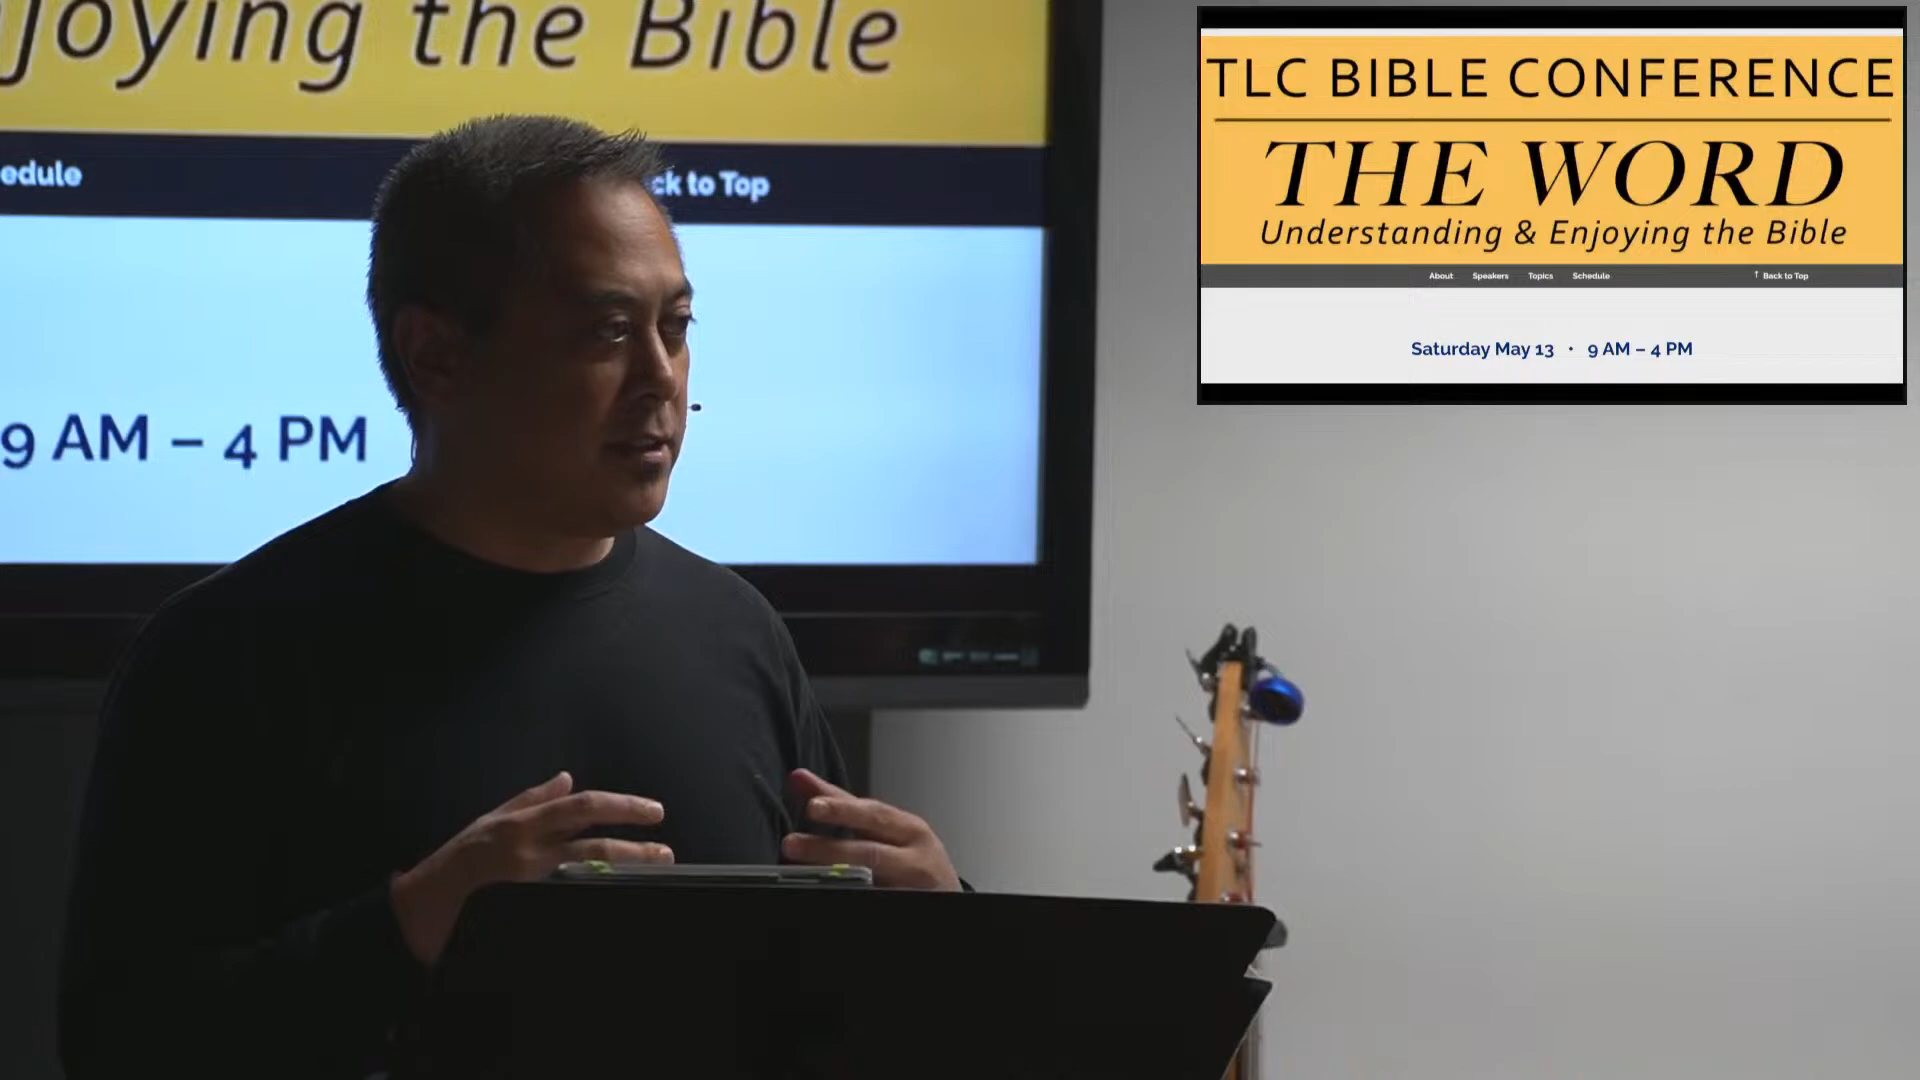 joying the Bible
edule
ck to Top
9 AM – 4 PM
TLC BIBLE CONFERENCE
THE WORD
Understanding & Enjoying the Bible
About Speakers Topics Schedule ↑ Back to Top
Saturday May 13 • 9 AM – 4 PM